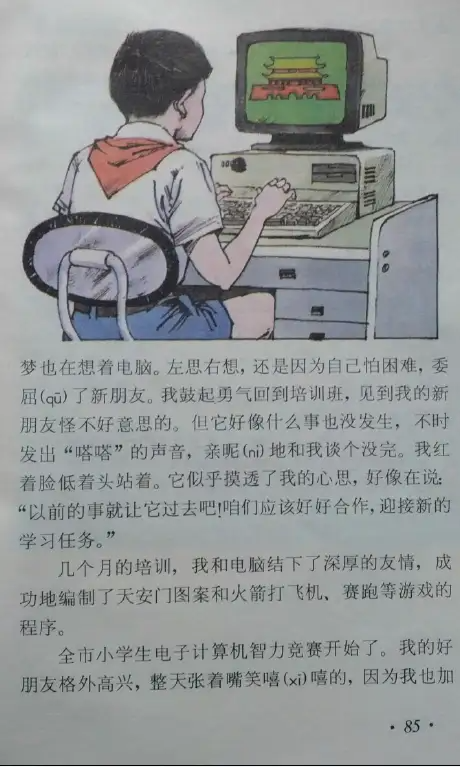 梦也在想着电脑。左思右想，还是因为自己怕困难，委
屈(qū)了新朋友。我鼓起勇气回到培训班，见到我的新
朋友怪不好意思的。但它好像什么事也没发生，不时
发出“嗒嗒”的声音，亲昵(nì)地和我谈个没完。我红
着脸低着头站着。它似乎摸透了我的心思，好像在说：
“以前的事就让它过去吧！咱们应该好好合作，迎接新的
学习任务。”
几个月的培训，我和电脑结下了深厚的友情，成
功地编制了天安门图案和火箭打飞机、赛跑等游戏的
程序。
全市小学生电子计算机智力竞赛开始了。我的好
朋友格外高兴，整天张着嘴笑嘻(xī)嘻的，因为我也加
· 85 ·